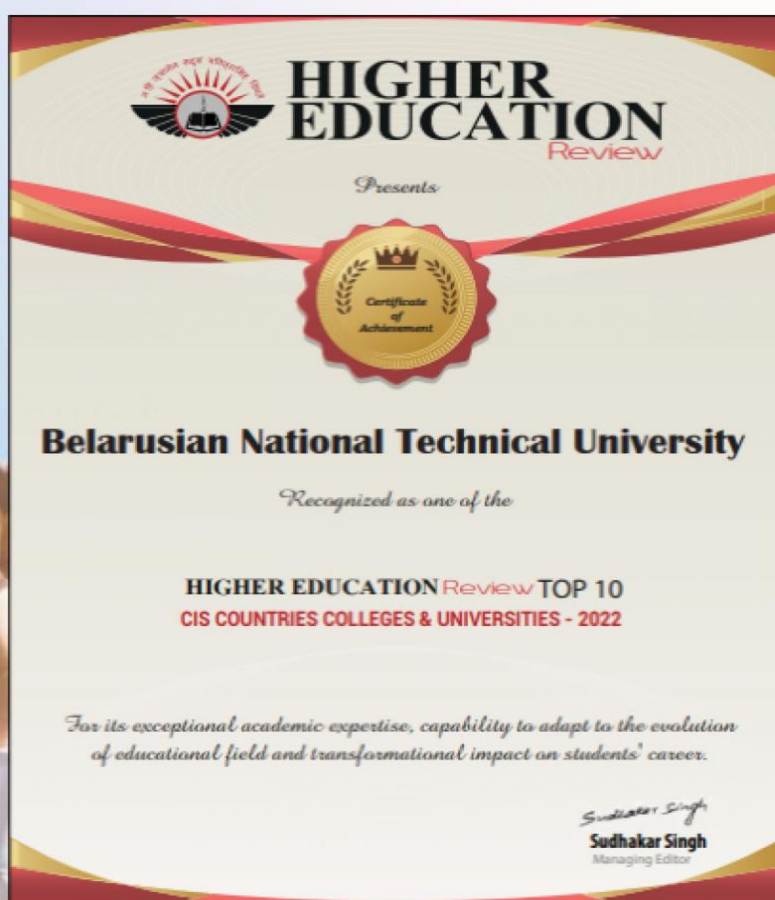 HIGHER
EDUCATION
Review
Presents
Certificate
of
Achievement
Belarusian National Technical University
Recognized as one of the
HIGHER EDUCATION Review TOP 10
CIS COUNTRIES COLLEGES & UNIVERSITIES - 2022
For its exceptional academic expertise, capability to adapt to the evolution
of educational field and transformational impact on students' career.
Sudhakar Singh
Sudhakar Singh
Managing Editor